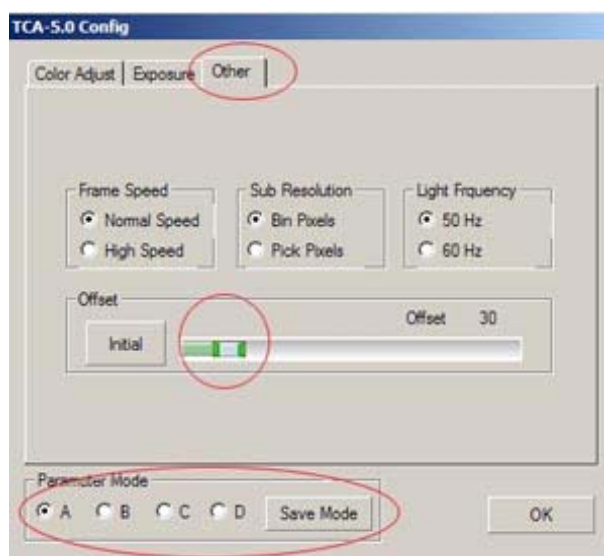 TCA-5.0 Config
Color Adjust Exposure Other
Frame Speed Sub Resolution Light Frquency
Normal Speed Bin Pixels 50 Hz
High Speed Pick Pixels 60 Hz
Offset
Offset 30
Initial
Parameter Mode
A B C D Save Mode OK